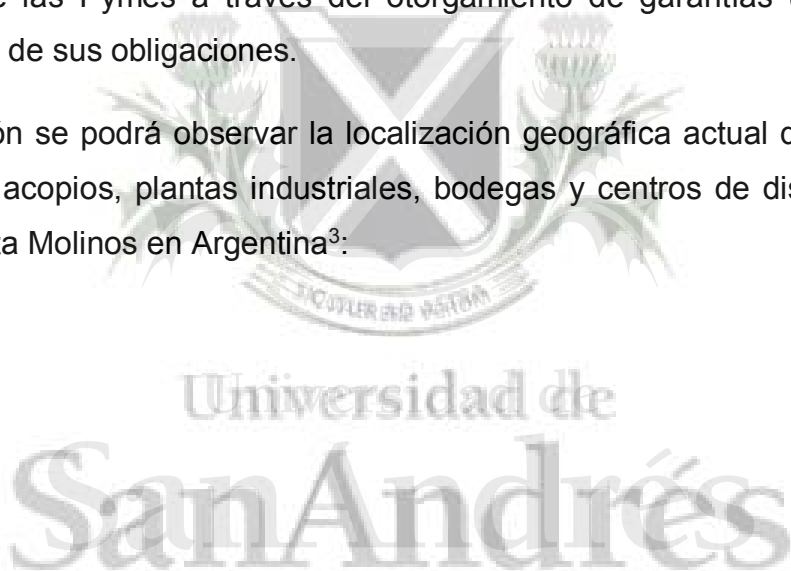 e las Pymes a través del otorgamiento de garantías
de sus obligaciones.
ón se podrá observar la localización geográfica actual
acopios, plantas industriales, bodegas y centros de dis
ta Molinos en Argentina³:
Universidad de
SanAndrés